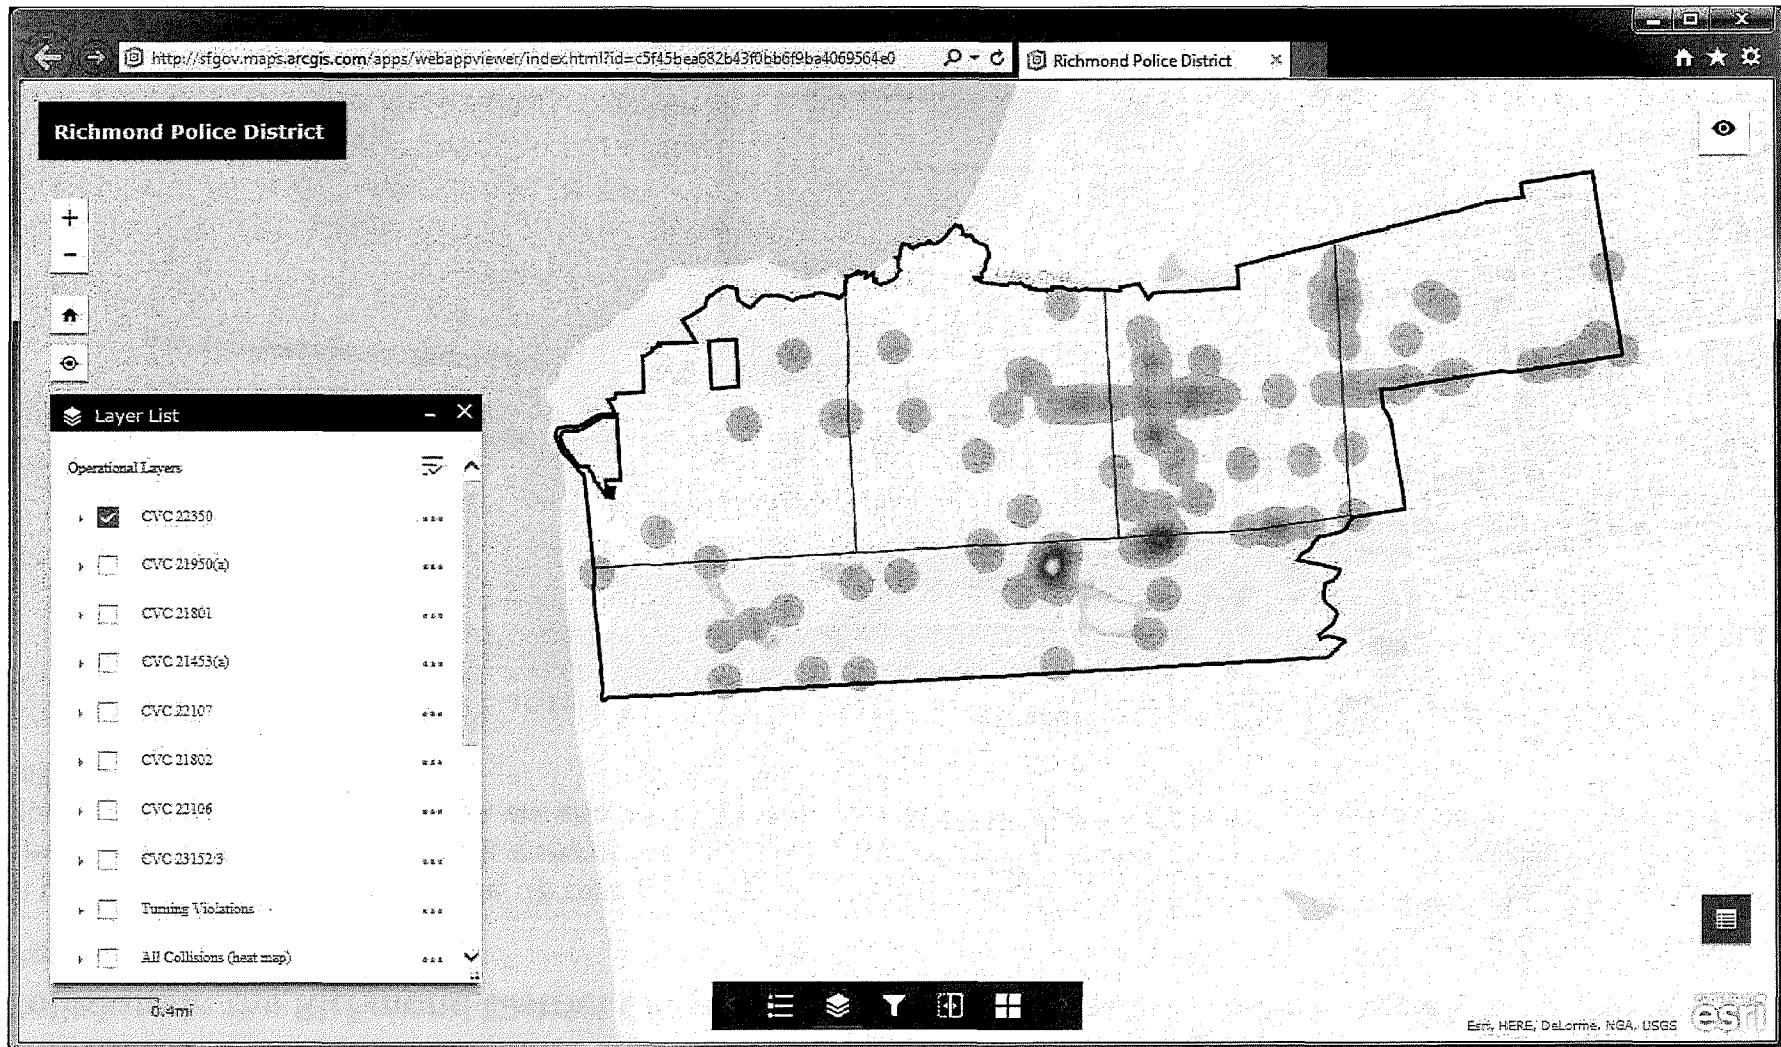 http://sfgov.maps.arcgis.com/apps/webappviewer/index.html?id=c5f45bea682b43f0bb6f9ba4069564e0
Richmond Police District
Richmond Police District
Layer List
Operational Layers
CVC 22350
CVC 21950(a)
CVC 21801
CVC 21453(a)
CVC 22107
CVC 21802
CVC 22106
CVC 23152/3
Turning Violations
All Collisions (heat map)
0.4mi
Esri, HERE, DeLorme, NGA, USGS
esri